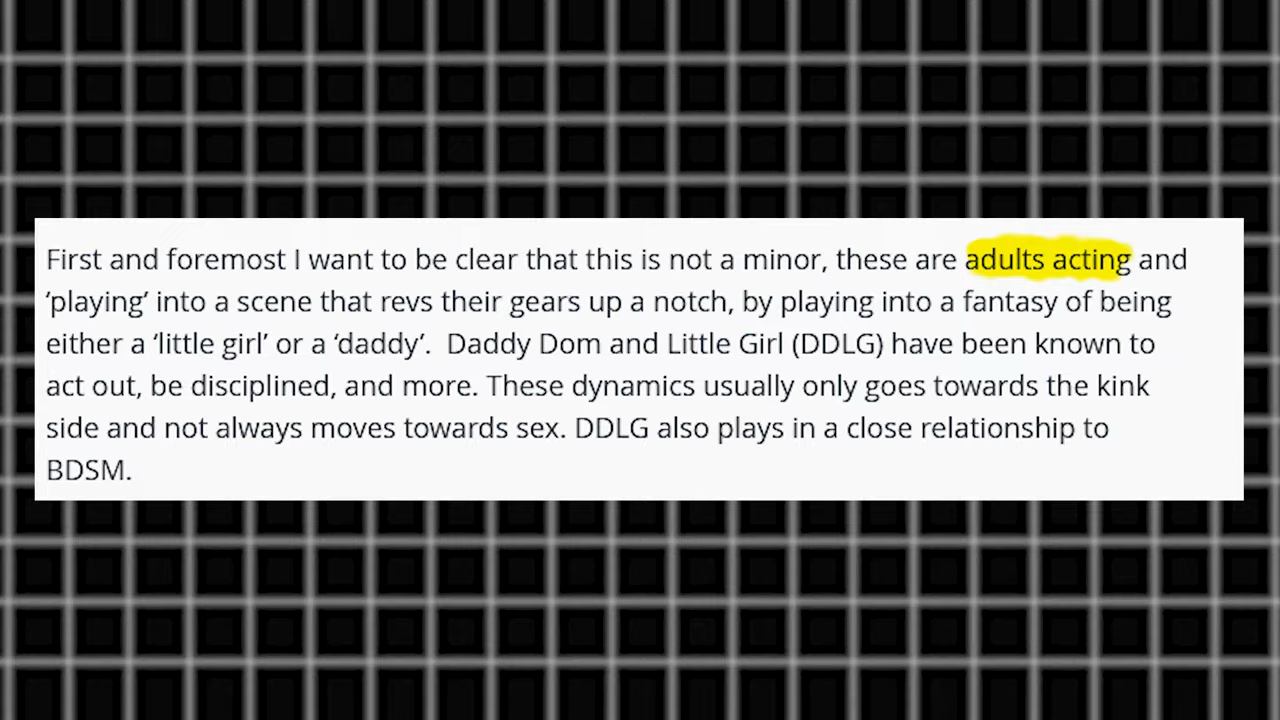 First and foremost I want to be clear that this is not a minor, these are adults acting and
‘playing’ into a scene that revs their gears up a notch, by playing into a fantasy of being
either a ‘little girl’ or a ‘daddy’.  Daddy Dom and Little Girl (DDLG) have been known to
act out, be disciplined, and more. These dynamics usually only goes towards the kink
side and not always moves towards sex. DDLG also plays in a close relationship to
BDSM.